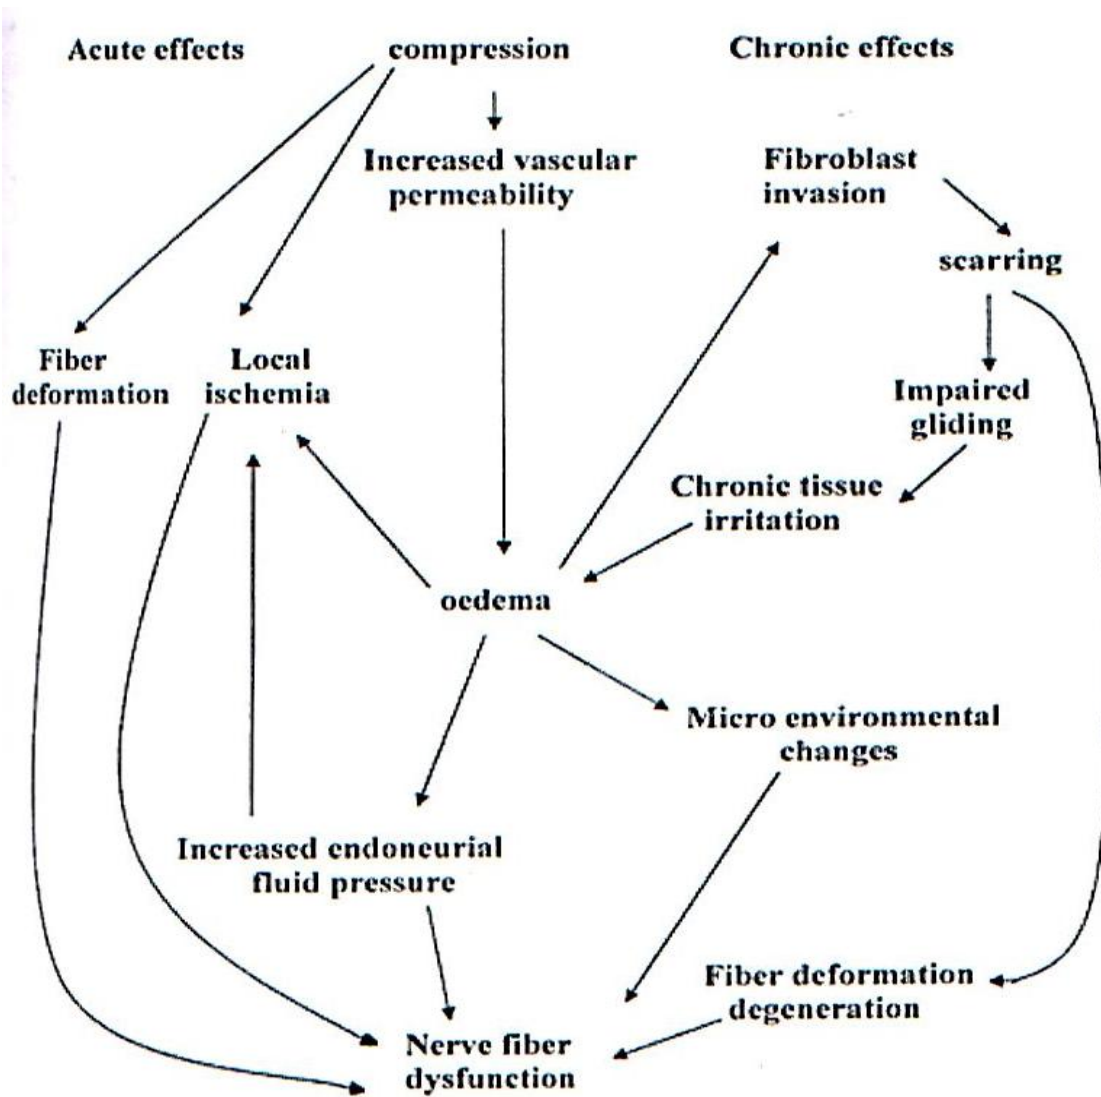 Acute effects
compression
Chronic effects
Increased vascular
permeability
Fibroblast
invasion
scarring
Fiber
deformation
Local
ischemia
Impaired
gliding
Chronic tissue
irritation
oedema
Micro environmental
changes
Increased endoneurial
fluid pressure
Fiber deformation
degeneration
Nerve fiber
dysfunction